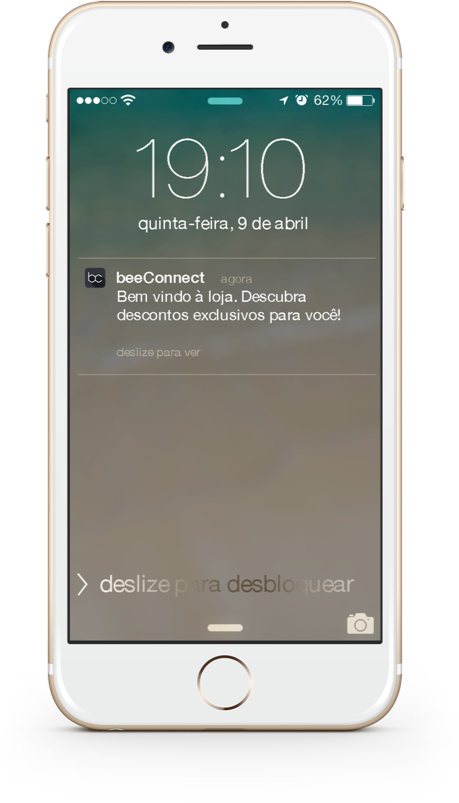 62%
19:10
quinta-feira, 9 de abril
bc beeConnect agora
Bem vindo à loja. Descubra
descontos exclusivos para você!
deslize para ver
deslize para desbloquear